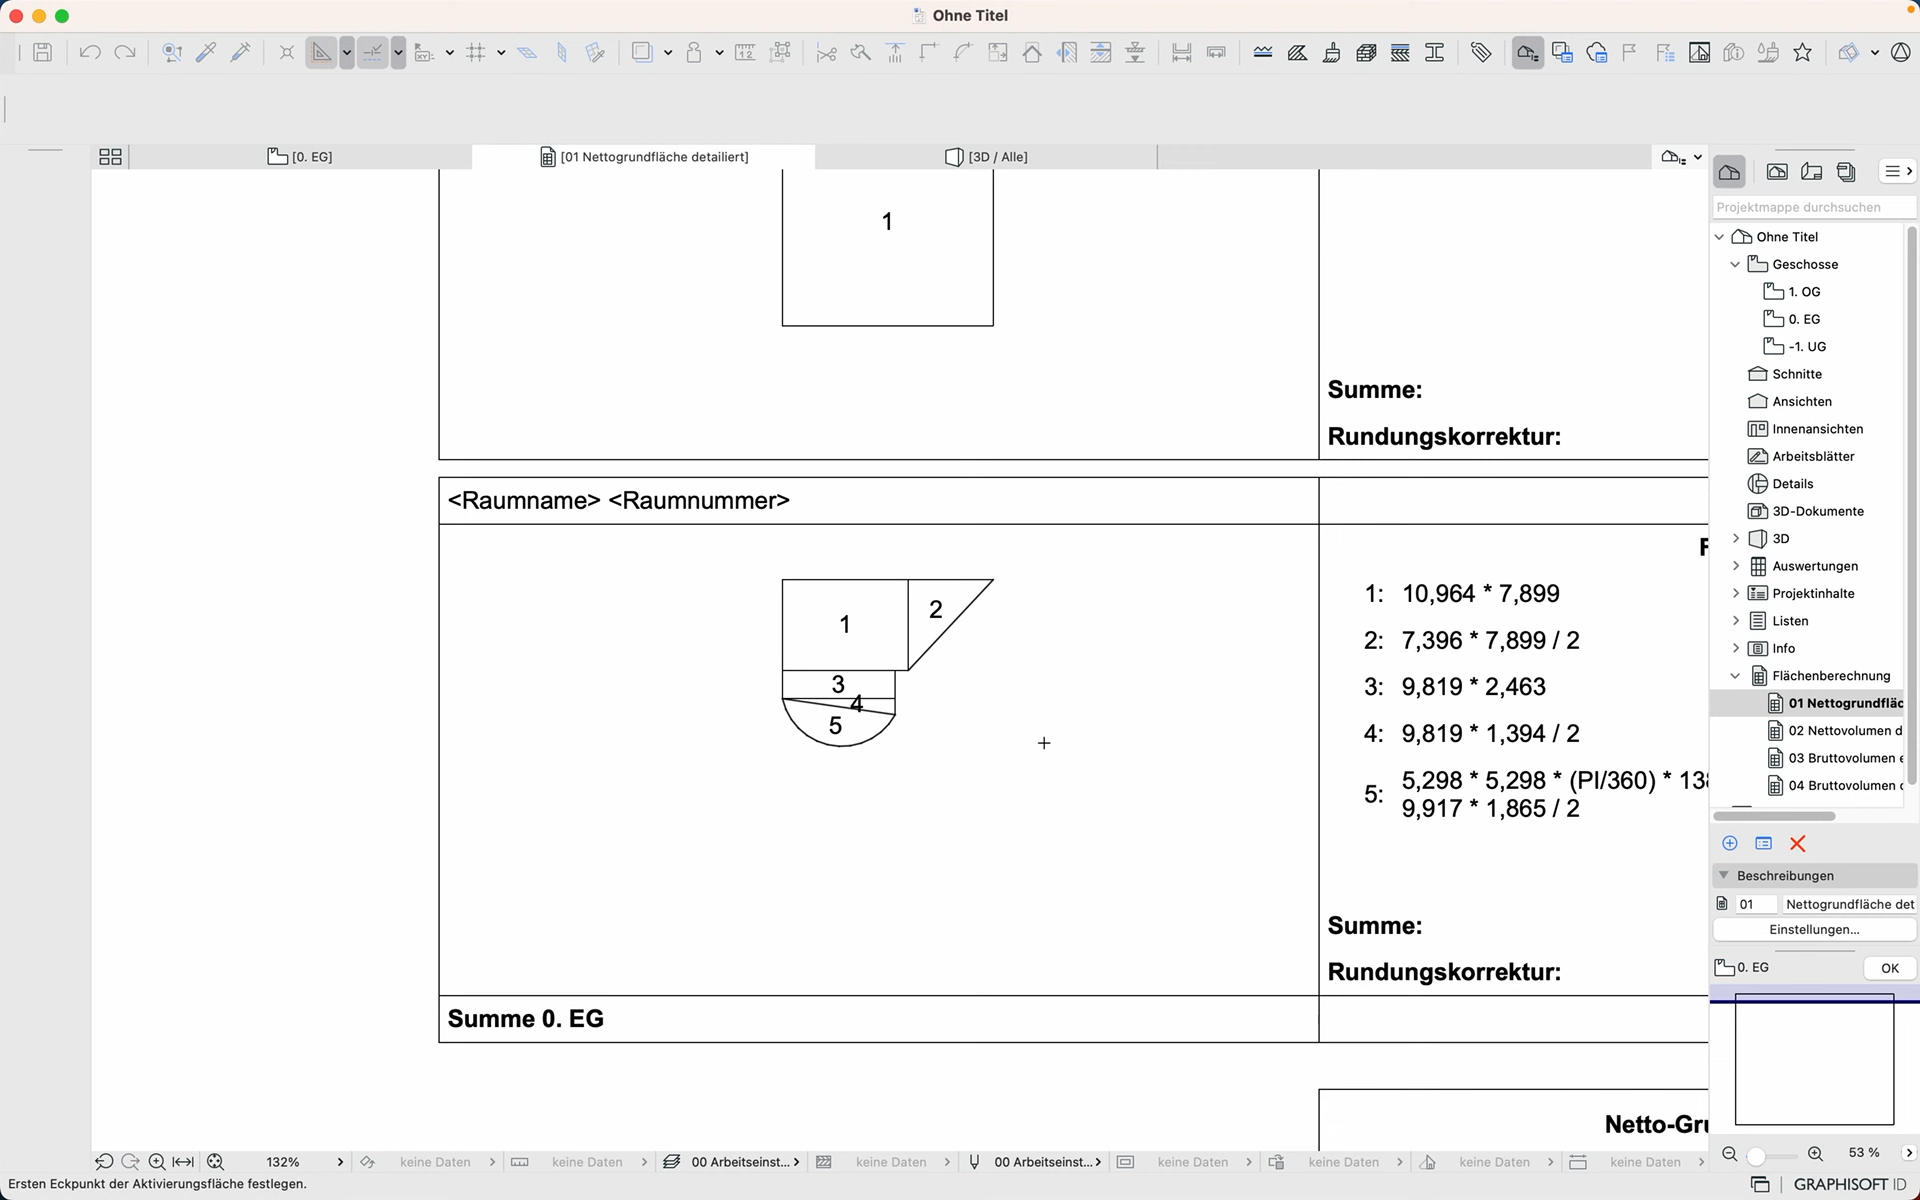 Ohne Titel
[0. EG]
[01 Nettogrundfläche detailiert]
[3D / Alle]
Projektmappe durchsuchen
Ohne Titel
Geschosse
1. OG
0. EG
-1. UG
Schnitte
Ansichten
Innenansichten
Arbeitsblätter
Details
3D-Dokumente
3D
Auswertungen
Projektinhalte
Listen
Info
Flächenberechnung
01 Nettogrundfläc
02 Nettovolumen d
03 Bruttovolumen e
04 Bruttovolumen d
Beschreibungen
01 Nettogrundfläche det
Einstellungen...
0. EG OK
53 %
GRAPHISOFT ID
1
Summe:
Rundungskorrektur:
<Raumname> <Raumnummer>
1
2
3
4
5
F
1: 10,964 * 7,899
2: 7,396 * 7,899 / 2
3: 9,819 * 2,463
4: 9,819 * 1,394 / 2
5: 5,298 * 5,298 * (PI/360) * 138
9,917 * 1,865 / 2
Summe:
Rundungskorrektur:
Summe 0. EG
Netto-Gru
132% keine Daten keine Daten 00 Arbeitseinst... keine Daten 00 Arbeitseinst... keine Daten keine Daten keine Daten keine Daten
Ersten Eckpunkt der Aktivierungsfläche festlegen.